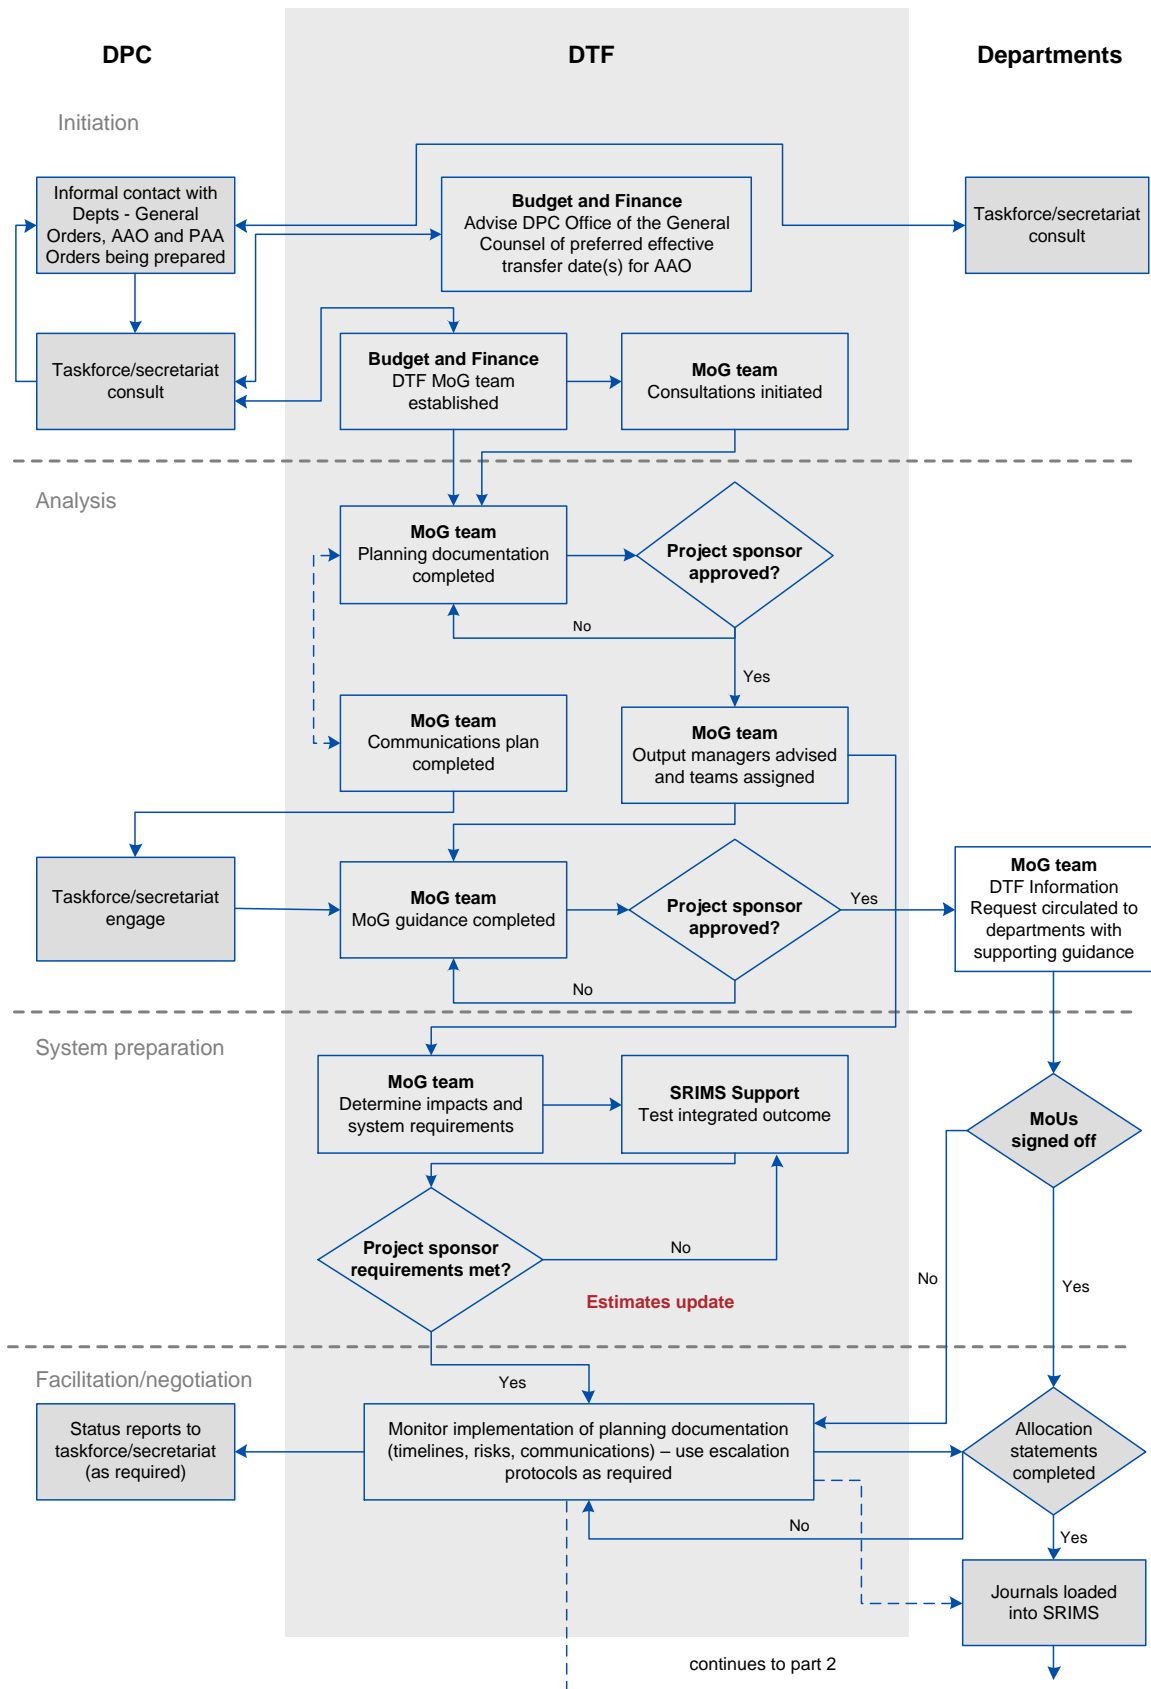 DPC
DTF
Departments
Initiation
Informal contact with
Depts - General
Orders, AAO and PAA
Orders being prepared
Budget and Finance
Advise DPC Office of the General
Counsel of preferred effective
transfer date(s) for AAO
Taskforce/secretariat
consult
Taskforce/secretariat
consult
Budget and Finance
DTF MoG team
established
MoG team
Consultations initiated
Analysis
MoG team
Planning documentation
completed
Project sponsor
approved?
No
Yes
MoG team
Communications plan
completed
MoG team
Output managers advised
and teams assigned
Taskforce/secretariat
engage
MoG team
MoG guidance completed
Project sponsor
approved?
Yes
MoG team
DTF Information
Request circulated to
departments with
supporting guidance
No
System preparation
MoG team
Determine impacts and
system requirements
SRIMS Support
Test integrated outcome
MoUs
signed off
Project sponsor
requirements met?
No
No
Yes
Estimates update
Facilitation/negotiation
Yes
Status reports to
taskforce/secretariat
(as required)
Monitor implementation of planning documentation
(timelines, risks, communications) – use escalation
protocols as required
Allocation
statements
completed
No
Yes
Journals loaded
into SRIMS
continues to part 2